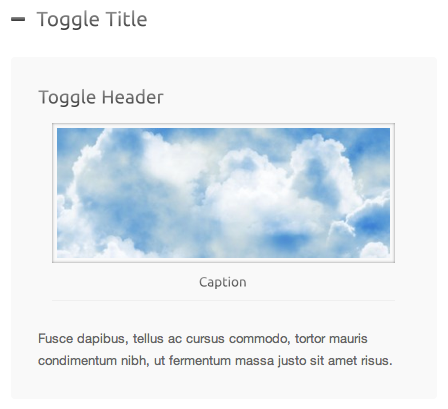 Toggle Title
Toggle Header
Caption
Fusce dapibus, tellus ac cursus commodo, tortor mauris
condimentum nibh, ut fermentum massa justo sit amet risus.